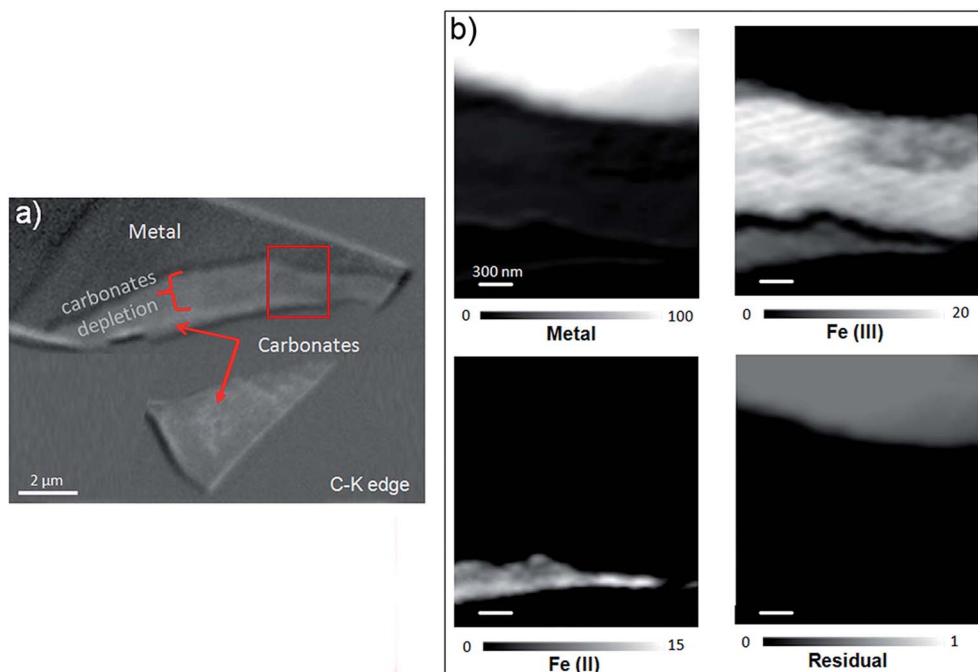 a)
Metal
carbonates
depletion
Carbonates
2 µm
C-K edge
b)
300 nm
0 100
Metal
0 20
Fe (III)
0 15
Fe (II)
0 1
Residual